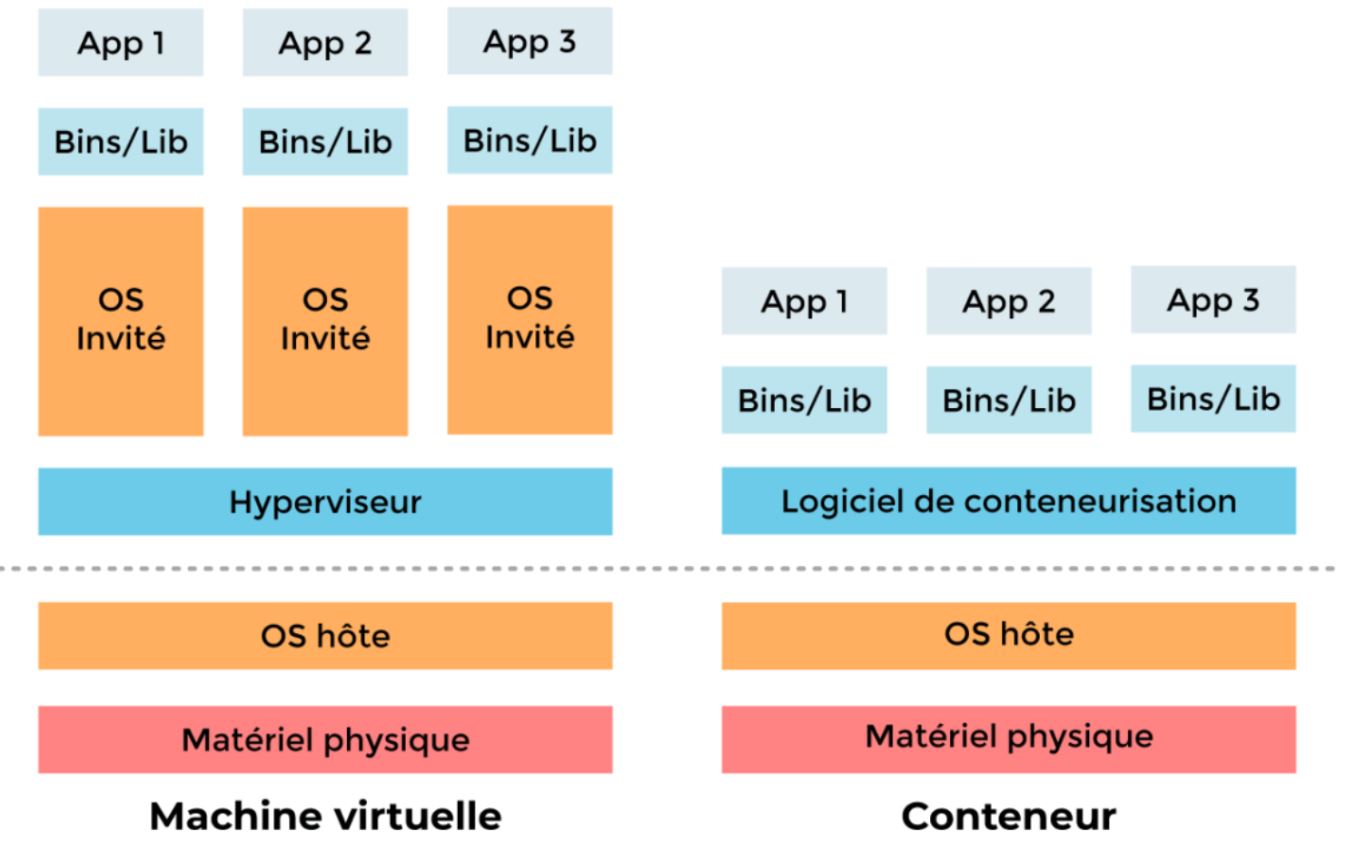 App 1
App 2
App 3
Bins/Lib
Bins/Lib
Bins/Lib
OS
Invité
OS
Invité
OS
Invité
Hyperviseur
App 1
App 2
App 3
Bins/Lib
Bins/Lib
Bins/Lib
Logiciel de conteneurisation
OS hôte
OS hôte
Matériel physique
Matériel physique
Machine virtuelle
Conteneur